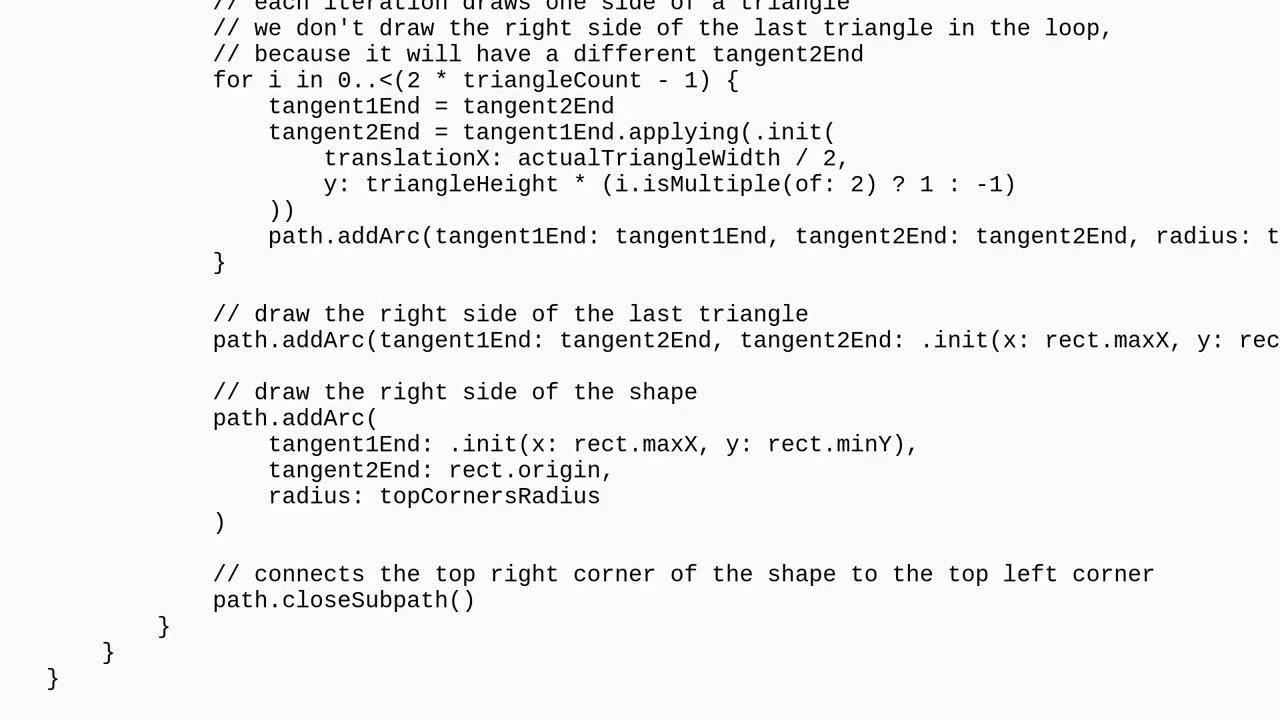 // each iteration draws one side of a triangle
// we don't draw the right side of the last triangle in the loop,
// because it will have a different tangent2End
for i in 0..<(2 * triangleCount - 1) {
    tangent1End = tangent2End
    tangent2End = tangent1End.applying(.init(
        translationX: actualTriangleWidth / 2,
        y: triangleHeight * (i.isMultiple(of: 2) ? 1 : -1)
    ))
    path.addArc(tangent1End: tangent1End, tangent2End: tangent2End, radius: t
}
// draw the right side of the last triangle
path.addArc(tangent1End: tangent2End, tangent2End: .init(x: rect.maxX, y: rec
// draw the right side of the shape
path.addArc(
    tangent1End: .init(x: rect.maxX, y: rect.minY),
    tangent2End: rect.origin,
    radius: topCornersRadius
)
// connects the top right corner of the shape to the top left corner
path.closeSubpath()
}
}
}